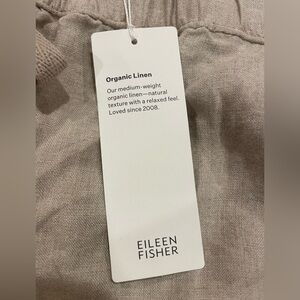 Organic Linen
Our medium-weight
organic linen—natural
texture with a relaxed feel.
Loved since 2008.
EILEEN
FISHER